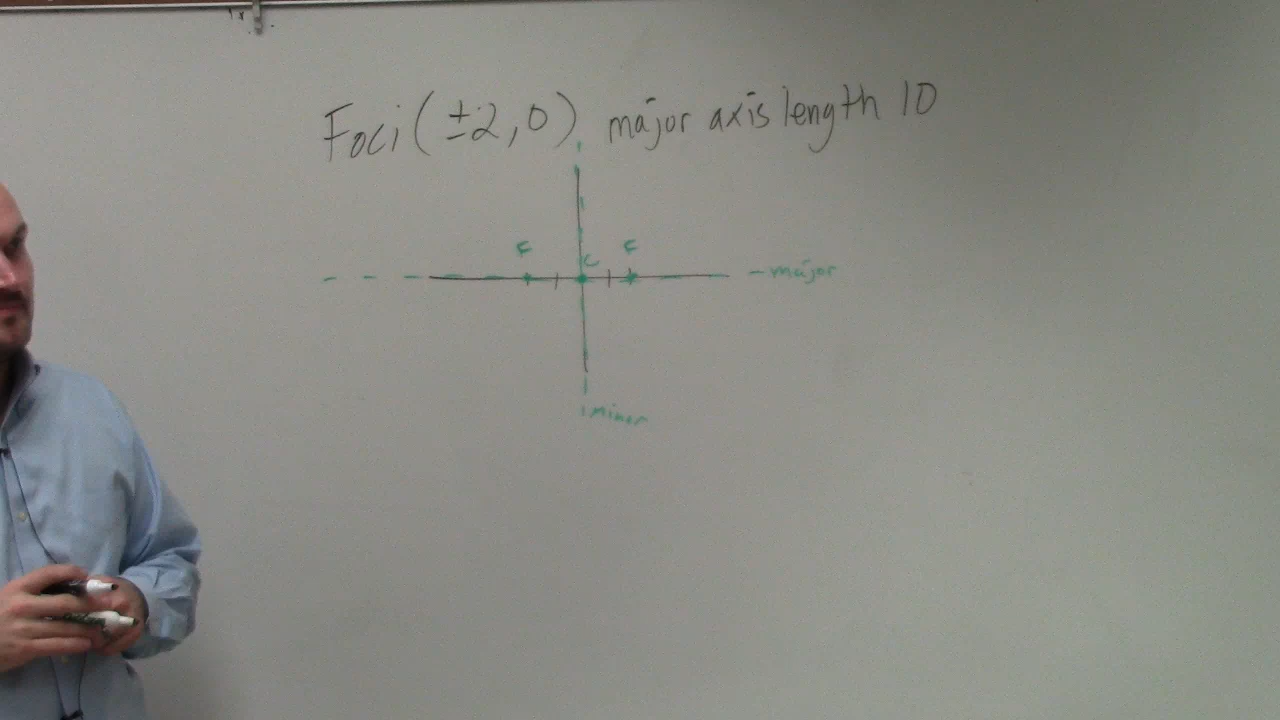 Foci (±2,0) major axis length 10
F F
C
- major
minor